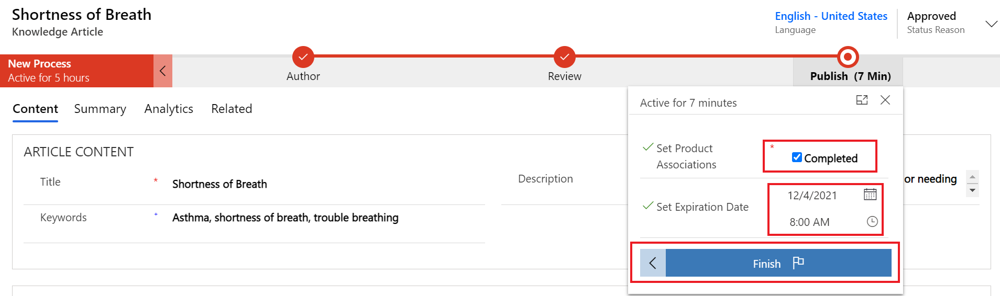 Shortness of Breath
Knowledge Article
English - United States
Language
Approved
Status Reason
New Process
Active for 5 hours
Author
Review
Publish (7 Min)
Content Summary Analytics Related
Active for 7 minutes
ARTICLE CONTENT
Title * Shortness of Breath
Description
or needing
Keywords + Asthma, shortness of breath, trouble breathing
Set Product
Associations
* Completed
Set Expiration Date
12/4/2021
8:00 AM
Finish